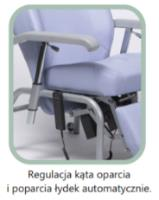 Regulacja kąta oparcia
i poparcia łydek automatycznie.